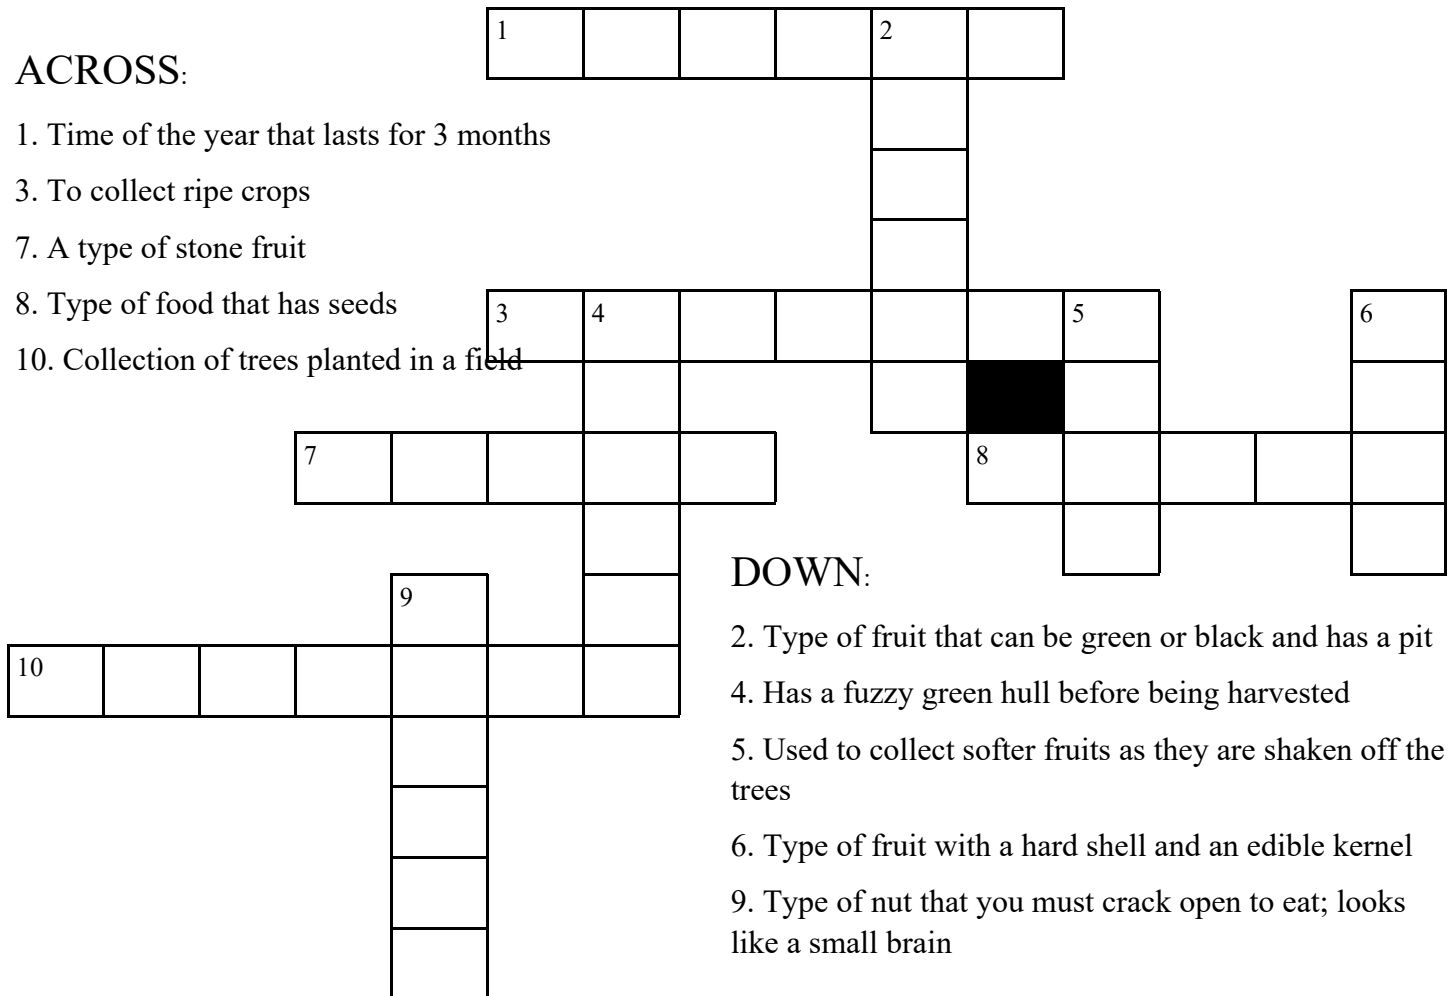 1
2
ACROSS:
1. Time of the year that lasts for 3 months
3. To collect ripe crops
7. A type of stone fruit
8. Type of food that has seeds
10. Collection of trees planted in a field
3
4
5
6
7
8
9
10
DOWN:
2. Type of fruit that can be green or black and has a pit
4. Has a fuzzy green hull before being harvested
5. Used to collect softer fruits as they are shaken off the
trees
6. Type of fruit with a hard shell and an edible kernel
9. Type of nut that you must crack open to eat; looks
like a small brain